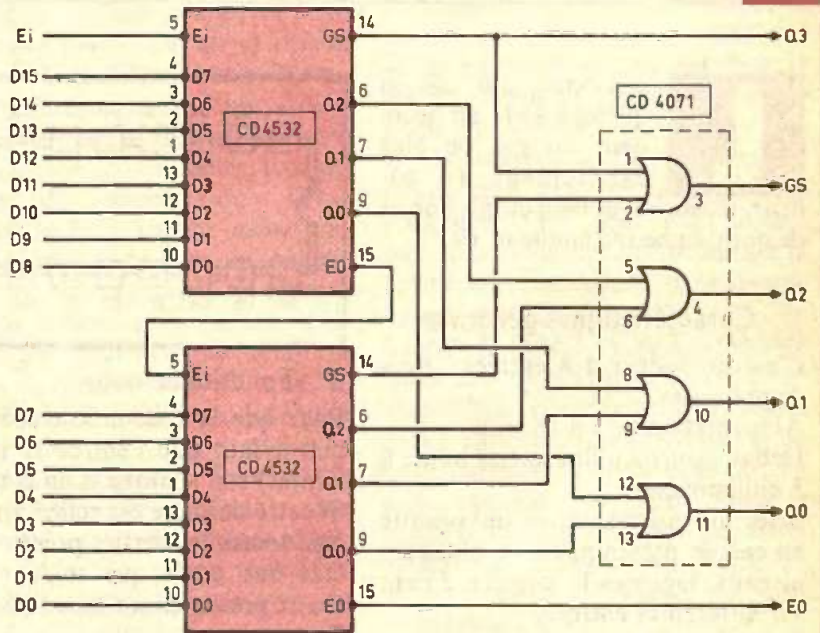 Ei 5 Ei GS 14 Q3
D15 4 D7
D14 3 D6 Q2 6
D13 2 D5 CD4532
D12 1 D4 Q1 7
D11 13 D3
D10 12 D2 Q0 9
D9 11 D1
D8 10 D0 E0 15
CD 4071
1 2 3 GS
5 6 4 Q2
8 9 10 Q1
12 13 11 Q0
5 Ei GS 14
D7 4 D7
D6 3 D6 Q2 6
D5 2 D5
D4 1 D4 CD4532 Q1 7
D3 13 D3
D2 12 D2 Q0 9
D1 11 D1
D0 10 D0 E0 15 E0